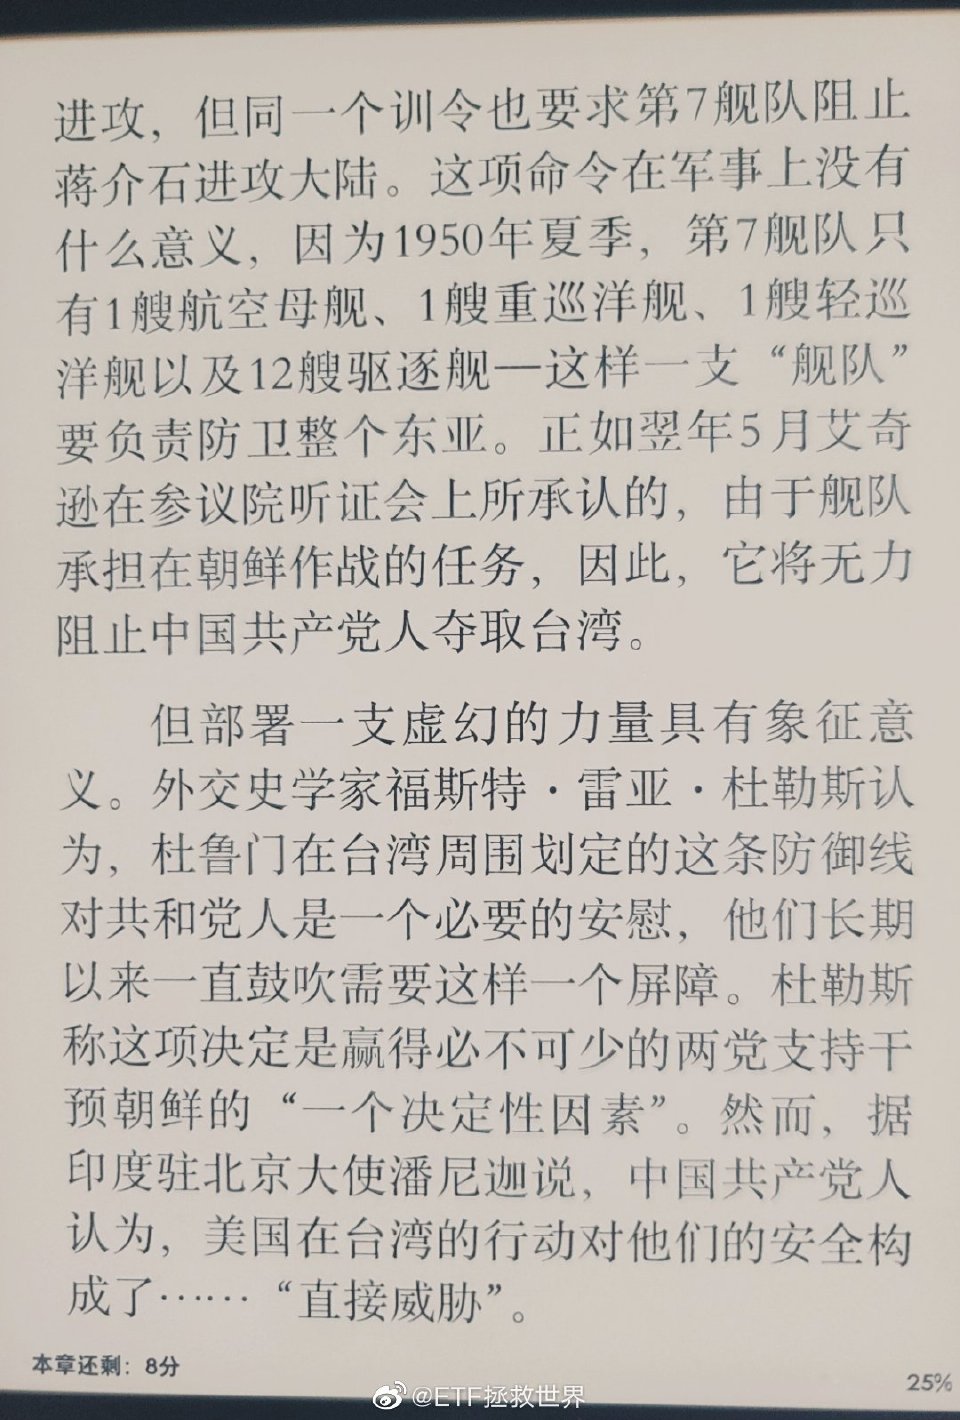 进攻，但同一个训令也要求第7舰队阻止
蒋介石进攻大陆。这项命令在军事上没有
什么意义，因为1950年夏季，第7舰队只
有1艘航空母舰、1艘重巡洋舰、1艘轻巡
洋舰以及12艘驱逐舰—这样一支“舰队”
要负责防卫整个东亚。正如翌年5月艾奇
逊在参议院听证会上所承认的，由于舰队
承担在朝鲜作战的任务，因此，它将无力
阻止中国共产党人夺取台湾。
但部署一支虚幻的力量具有象征意
义。外交史学家福斯特·雷亚·杜勒斯认
为，杜鲁门在台湾周围划定的这条防御线
对共和党人是一个必要的安慰，他们长期
以来一直鼓吹需要这样一个屏障。杜勒斯
称这项决定是赢得必不可少的两党支持干
预朝鲜的“一个决定性因素”。然而，据
印度驻北京大使潘尼迦说，中国共产党人
认为，美国在台湾的行动对他们的安全构
成了……“直接威胁”。
本章还剩：8分
25%
@ETF拯救世界